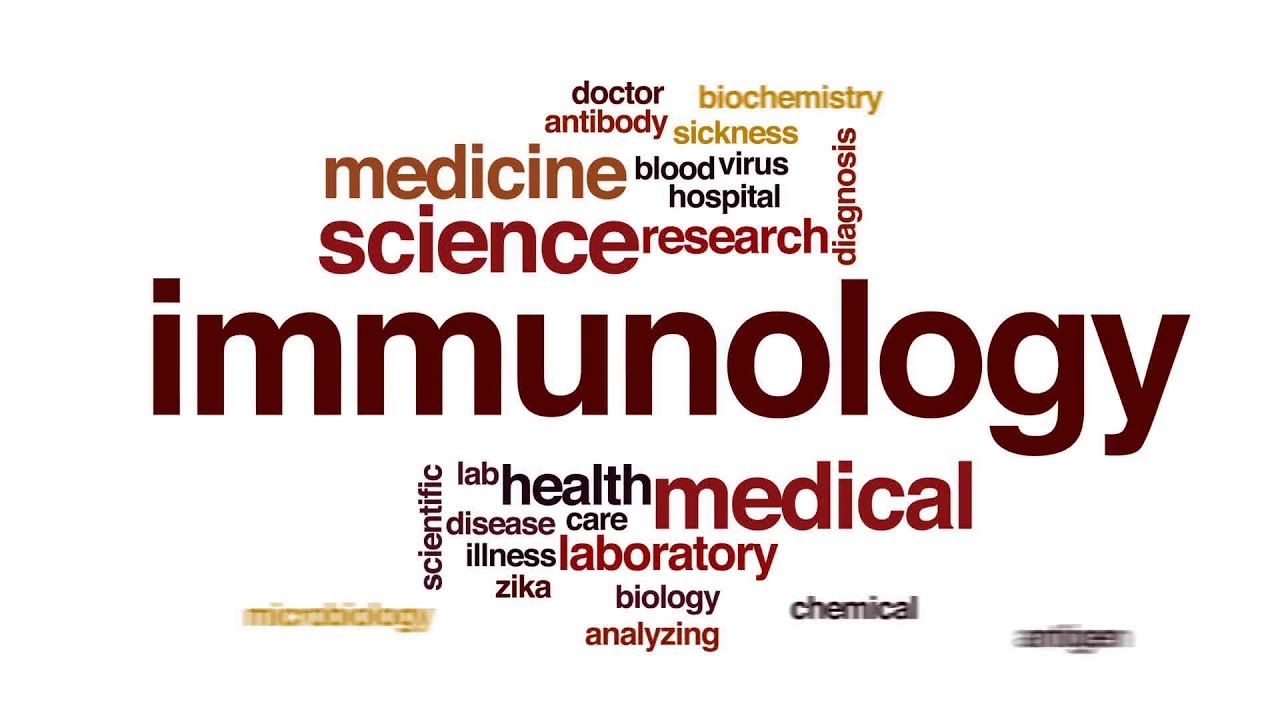 doctor
biochemistry
antibody
sickness
medicine
blood
virus
hospital
diagnosis
science
research
immunology
scientific
lab
health
medical
disease
care
illness
laboratory
zika
biology
chemical
microbiology
analyzing
antigen